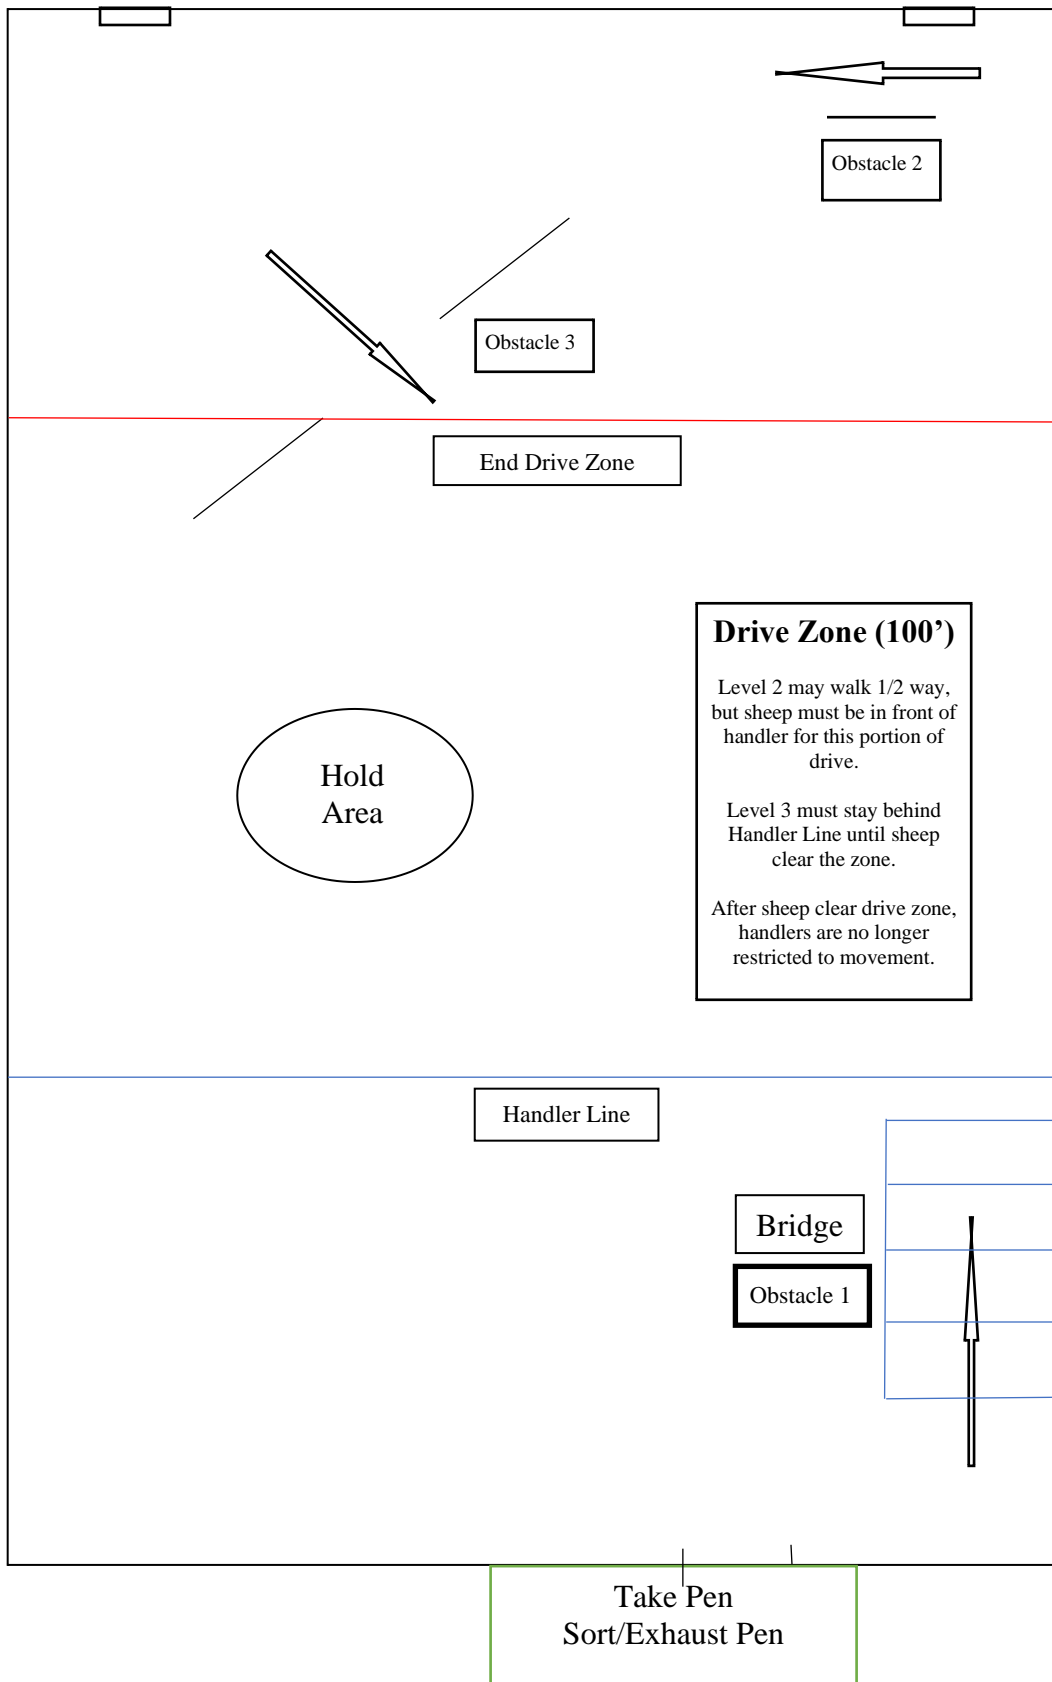 Obstacle 2
Obstacle 3
End Drive Zone
Drive Zone (100’)
Level 2 may walk 1/2 way,
but sheep must be in front of
handler for this portion of
drive.
Level 3 must stay behind
Handler Line until sheep
clear the zone.
After sheep clear drive zone,
handlers are no longer
restricted to movement.
Hold
Area
Handler Line
Bridge
Obstacle 1
Take Pen
Sort/Exhaust Pen